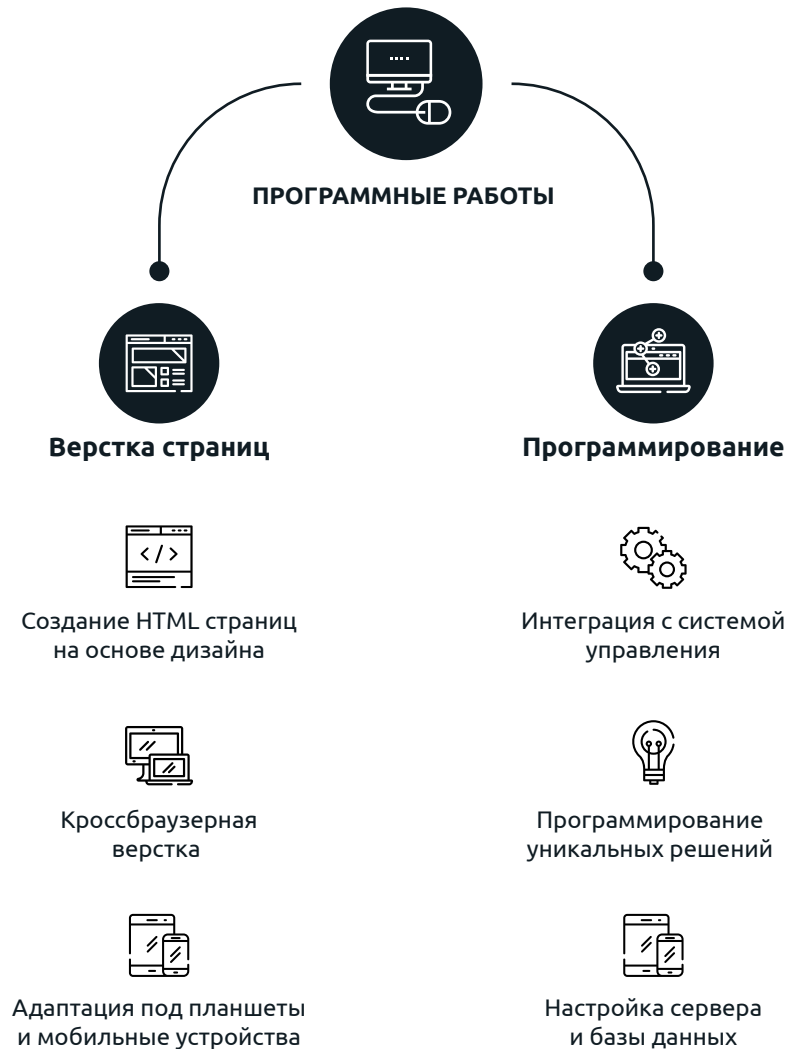 ПРОГРАММНЫЕ РАБОТЫ
Верстка страниц
Создание HTML страниц
на основе дизайна
Кроссбраузерная
верстка
Адаптация под планшеты
и мобильные устройства
Программирование
Интеграция с системой
управления
Программирование
уникальных решений
Настройка сервера
и базы данных